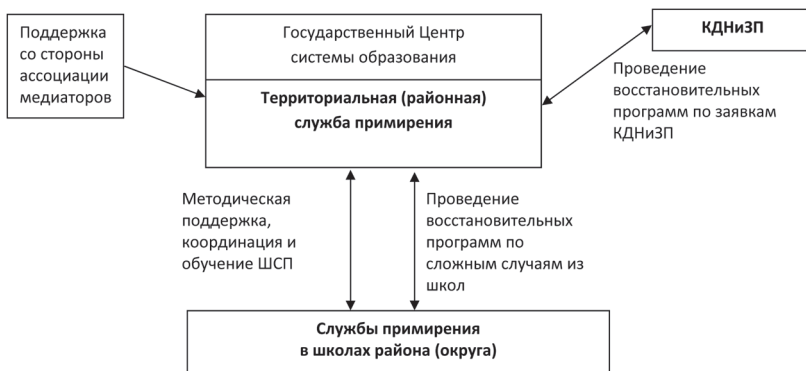 Поддержка
со стороны
ассоциации
медиаторов
Государственный Центр
системы образования
Территориальная (районная)
служба примирения
КДНиЗП
Проведение
восстановительных
программ по заявкам
КДНиЗП
Методическая
поддержка,
координация и
обучение ШСП
Проведение
восстановительных
программ по
сложным случаям из
школ
Службы примирения
в школах района (округа)